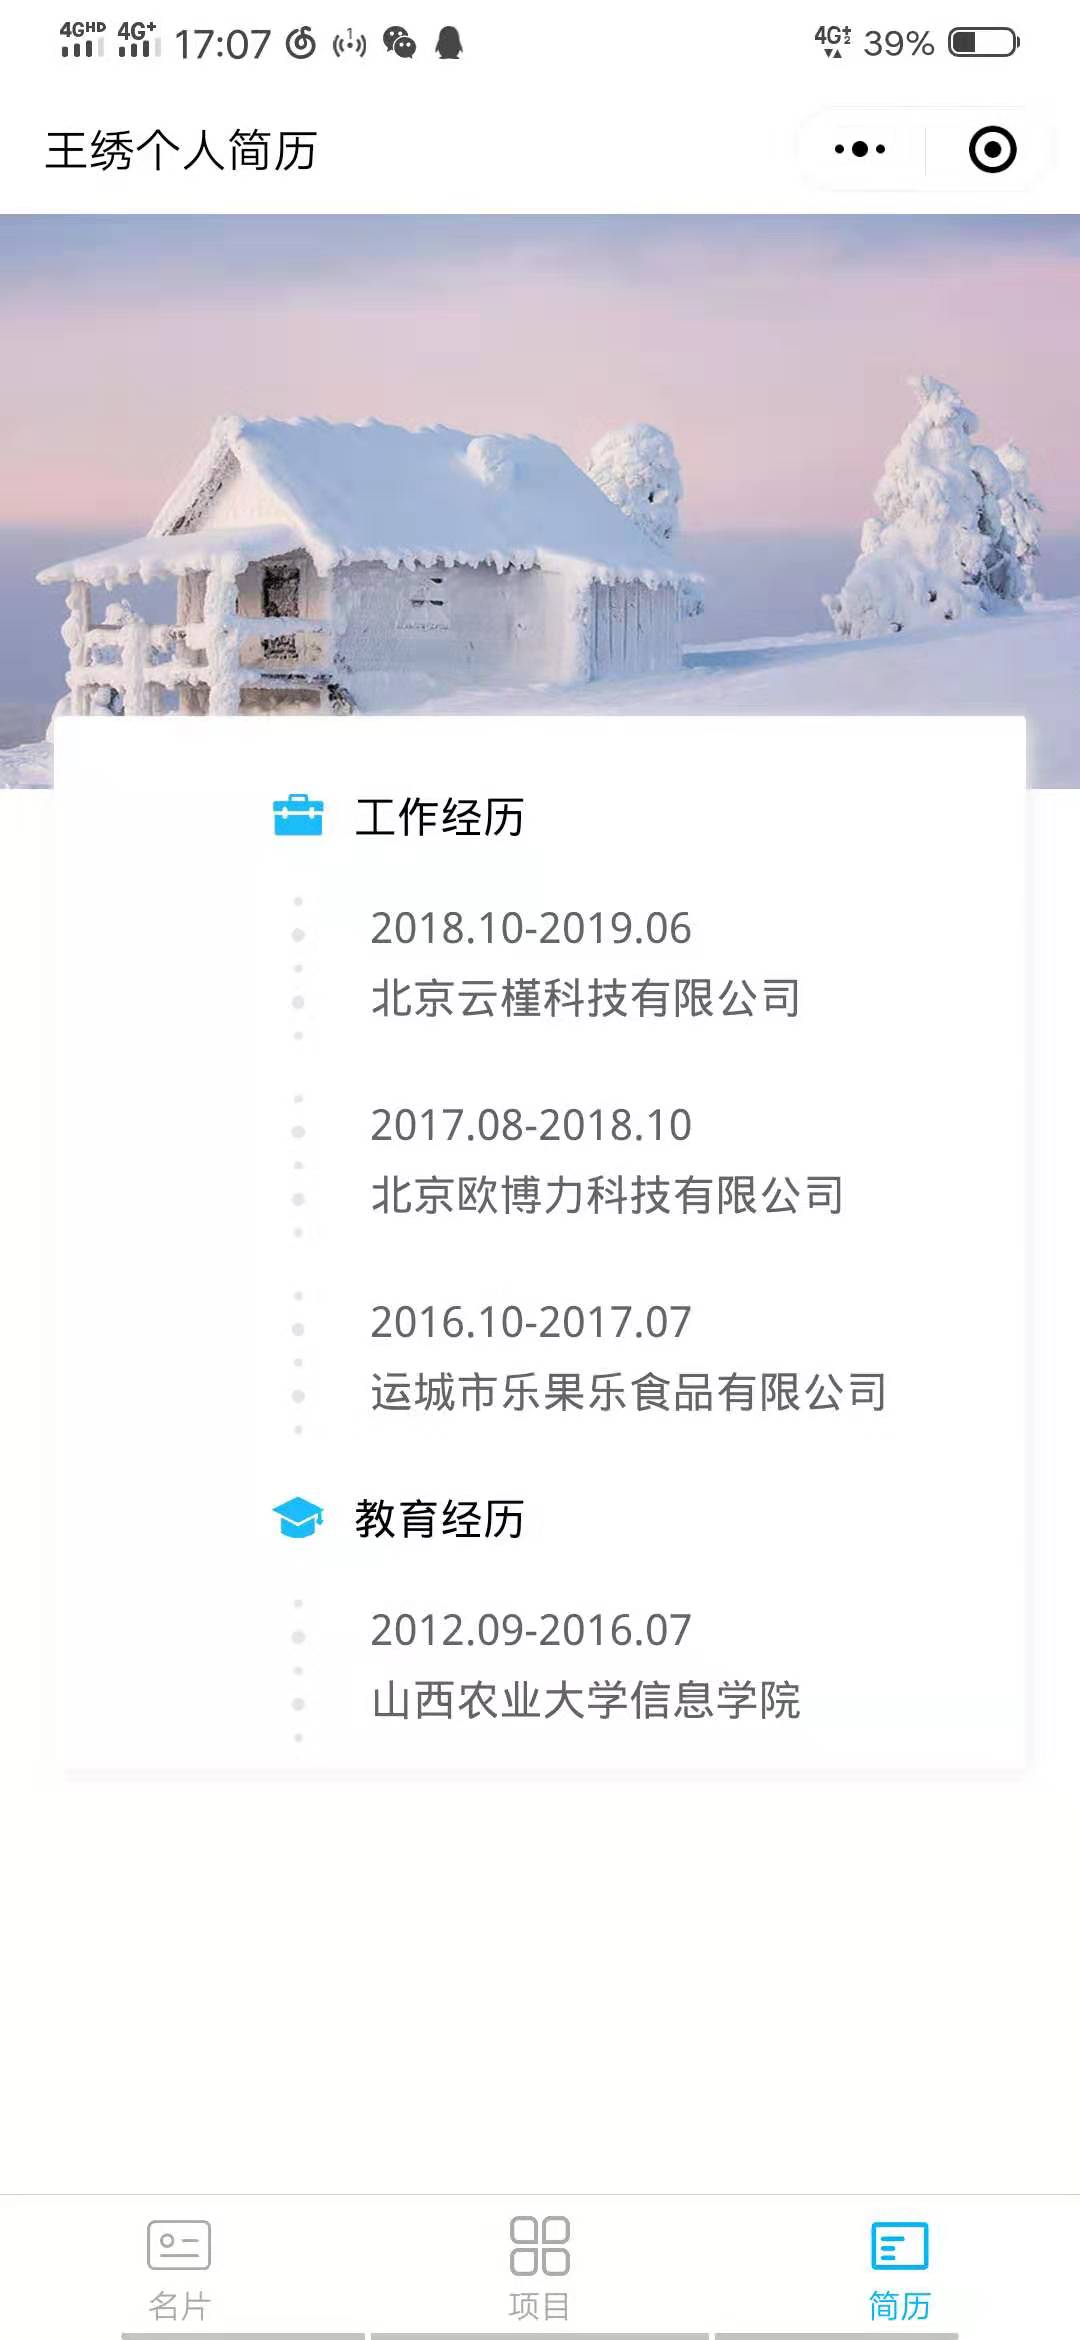 4GHD 4G+ 17:07 4G+2 39%
王绣个人简历
工作经历
2018.10-2019.06
北京云槿科技有限公司
2017.08-2018.10
北京欧博力科技有限公司
2016.10-2017.07
运城市乐果乐食品有限公司
教育经历
2012.09-2016.07
山西农业大学信息学院
名片 项目 简历